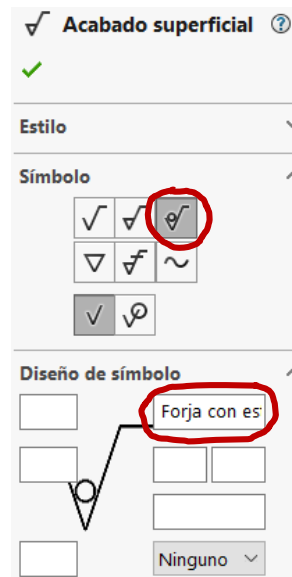 Acabado superficial
Estilo
Símbolo
Diseño de símbolo
Forja con es
Ninguno